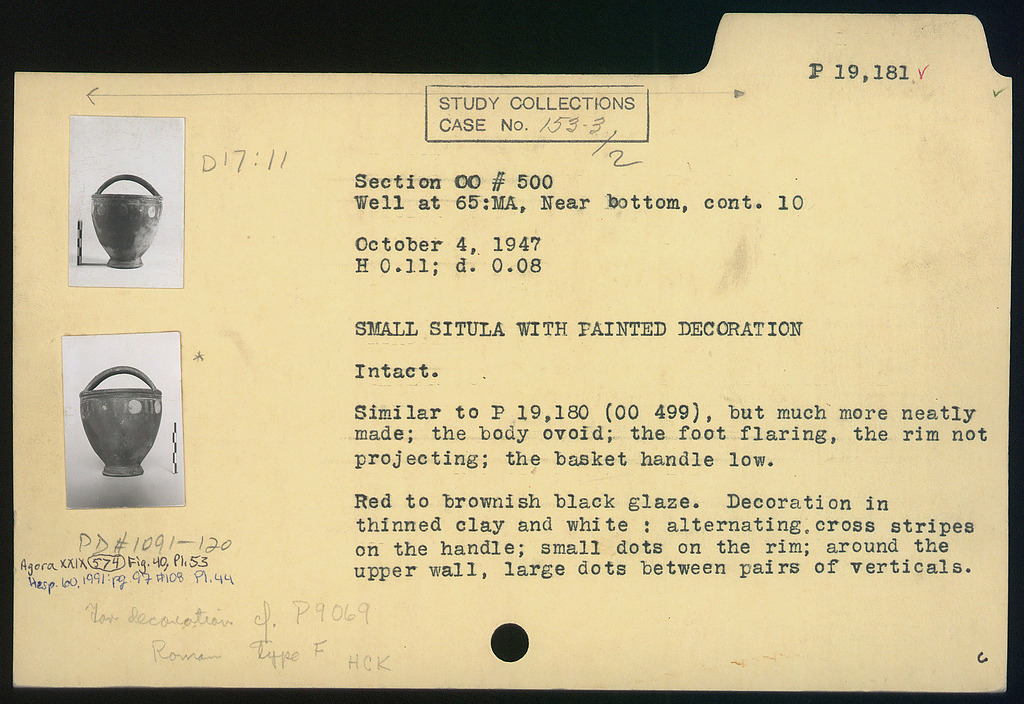 P 19,181 ✓
STUDY COLLECTIONS
CASE No. 153-3/2
D 17:11
Section OO # 500
Well at 65:MA, Near bottom, cont. 10
October 4, 1947
H 0.11; d. 0.08
SMALL SITULA WITH PAINTED DECORATION
*
Intact.
Similar to P 19,180 (OO 499), but much more neatly
made; the body ovoid; the foot flaring, the rim not
projecting; the basket handle low.
Red to brownish black glaze. Decoration in
thinned clay and white : alternating cross stripes
on the handle; small dots on the rim; around the
upper wall, large dots between pairs of verticals.
PD# 1091-120
Agora XXIX 574 Fig. 40, Pl. 53
Hesp. 60, 1991: pg 97 #108 Pl. 44
For decoration cf. P 9069
Roman Type F HCK
c